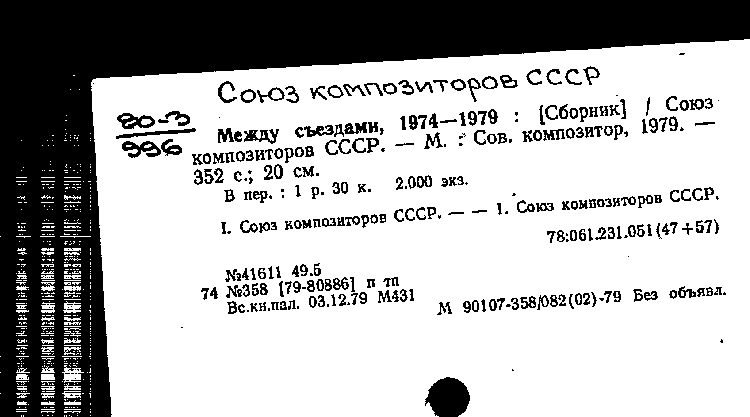 Союз композиторов СССР
80-3
996
Между съездами, 1974—1979 : [Сборник] / Союз
композиторов СССР. — М. : Сов. композитор, 1979. —
352 с.; 20 см.
В пер. : 1 р. 30 к. 2.000 экз.
I. Союз композиторов СССР. — — 1. Союз композиторов СССР.
78:061.231.051(47+57)
№41611 49.5
74 №358 [79-80886] п тп
Вс.кн.пал. 03.12.79 М431
М 90107-358/082(02)-79 Без объявл.